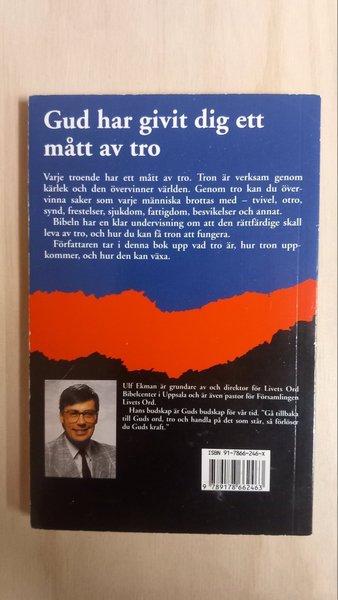 Gud har givit dig ett
mått av tro
Varje troende har ett mått av tro. Tron är verksam genom
kärlek och den övervinner världen. Genom tro kan du över-
vinna saker som varje människa brottas med – tvivel, otro,
synd, frestelser, sjukdom, fattigdom, besvikelser och annat.
Bibeln har en klar undervisning om att den rättfärdige skall
leva av tro, och hur du kan få tron att fungera.
Författaren tar i denna bok upp vad tro är, hur tron upp-
kommer, och hur den kan växa.
Ulf Ekman är grundare av och direktor för Livets Ord
Bibelcenter i Uppsala och är även pastor för Församlingen
Livets Ord.
Hans budskap är Guds budskap för vår tid. "Gå tillbaka
till Guds ord, tro och handla på det som står, så förlöser
du Guds kraft."
ISBN 91-7866-246-X
9 789178 662463